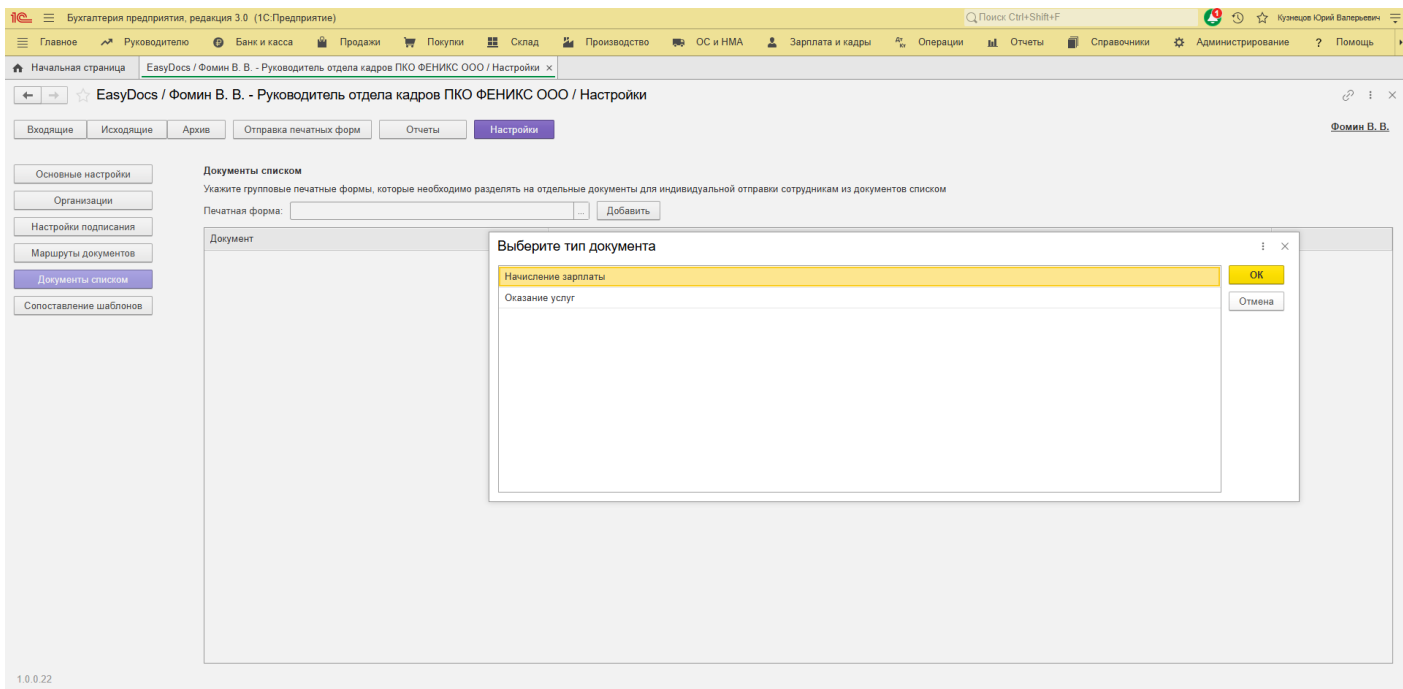 1С Бухгалтерия предприятия, редакция 3.0 (1С:Предприятие) Поиск Ctrl+Shift+F 1 Кузнецов Юрий Валерьевич
Главное Руководителю Банк и касса Продажи Покупки Склад Производство ОС и НМА Зарплата и кадры Операции Отчеты Справочники Администрирование ? Помощь
Начальная страница EasyDocs / Фомин В. В. - Руководитель отдела кадров ПКО ФЕНИКС ООО / Настройки ×
EasyDocs / Фомин В. В. - Руководитель отдела кадров ПКО ФЕНИКС ООО / Настройки
Входящие Исходящие Архив Отправка печатных форм Отчеты Настройки Фомин В. В.
Основные настройки
Организации
Настройки подписания
Маршруты документов
Документы списком
Сопоставление шаблонов
Документы списком
Укажите групповые печатные формы, которые необходимо разделять на отдельные документы для индивидуальной отправки сотрудникам из документов списком
Печатная форма: ... Добавить
Документ
Выберите тип документа
Начисление зарплаты
Оказание услуг
ОК
Отмена
1.0.0.22